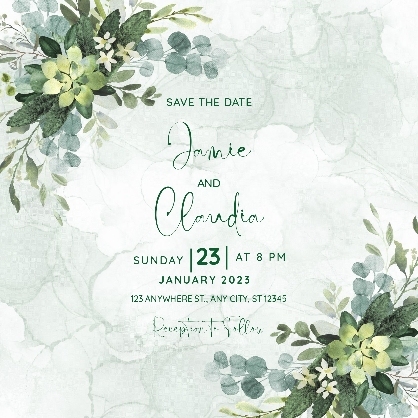 SAVE THE DATE
Jamie
AND
Claudia
SUNDAY 23 AT 8 PM
JANUARY 2023
123 ANYWHERE ST., ANY CITY, ST 12345
Reception to follow